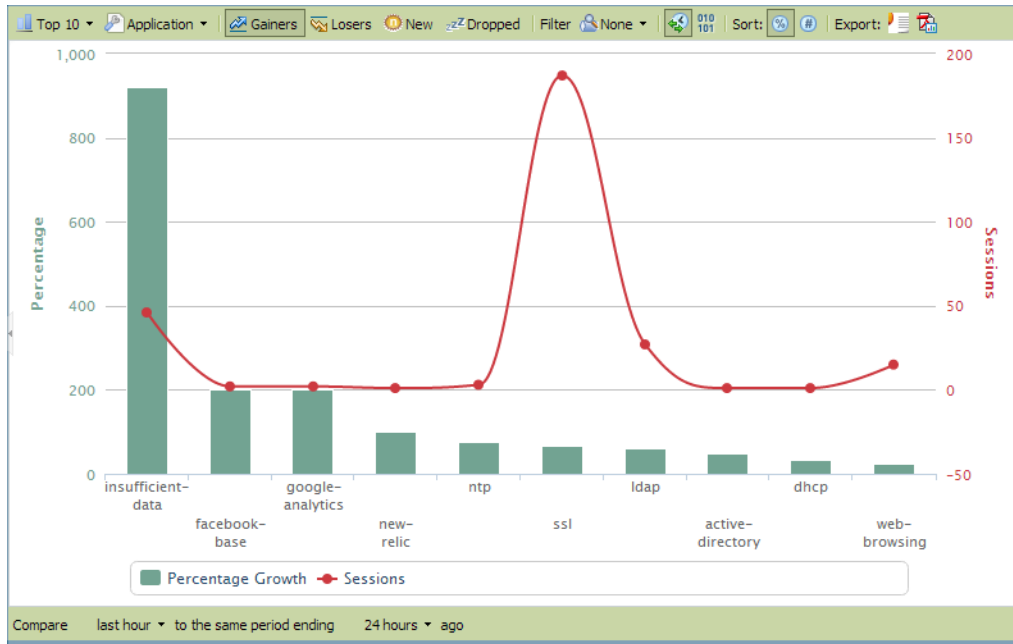 Top 10 Application Gainers Losers New zzZ Dropped Filter None 010 101 Sort: % # Export:
1,000
800
600
400
200
0
Percentage
200
150
100
50
0
-50
Sessions
insufficient-
data
facebook-
base
google-
analytics
new-
relic
ntp
ssl
ldap
active-
directory
dhcp
web-
browsing
Percentage Growth Sessions
Compare last hour to the same period ending 24 hours ago